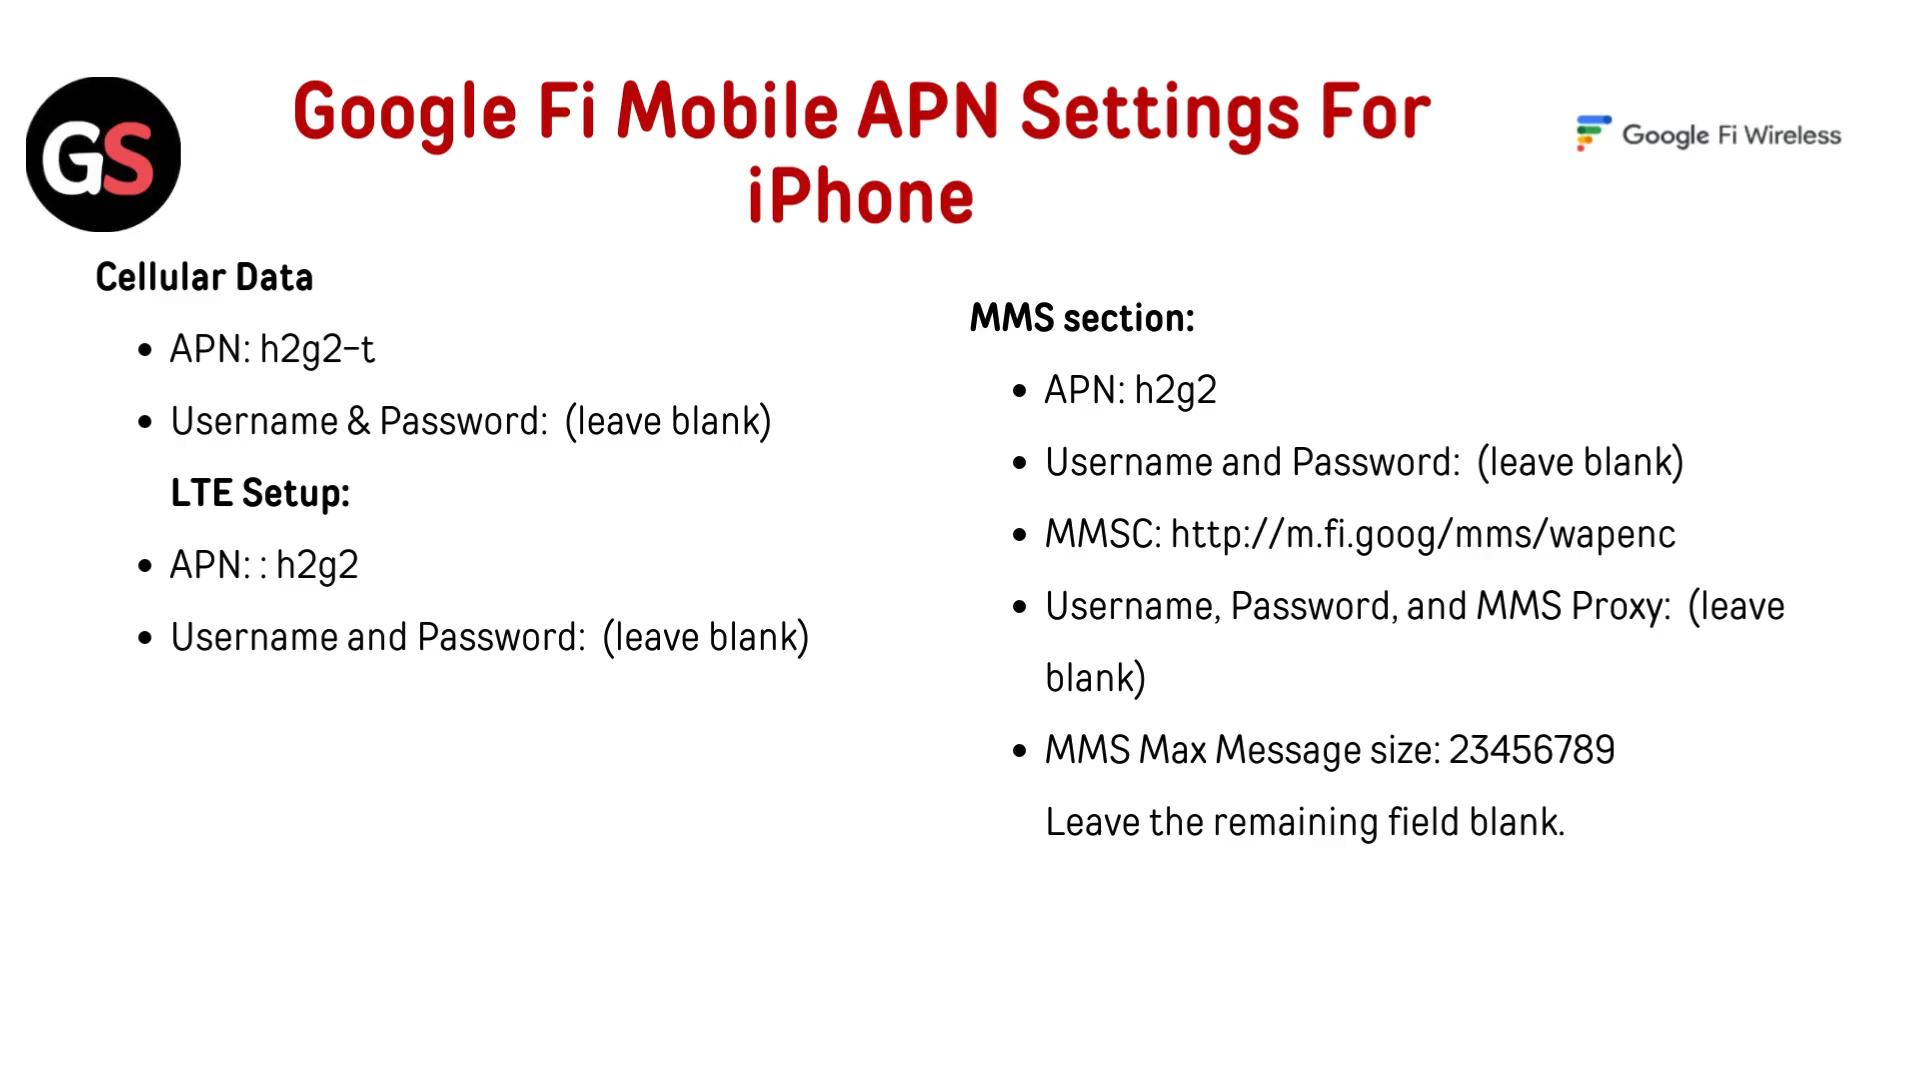 GS
Google Fi Mobile APN Settings For
iPhone
Google Fi Wireless
Cellular Data
• APN: h2g2-t
• Username & Password: (leave blank)
LTE Setup:
• APN: : h2g2
• Username and Password: (leave blank)
MMS section:
• APN: h2g2
• Username and Password: (leave blank)
• MMSC: http://m.fi.goog/mms/wapenc
• Username, Password, and MMS Proxy: (leave
blank)
• MMS Max Message size: 23456789
Leave the remaining field blank.